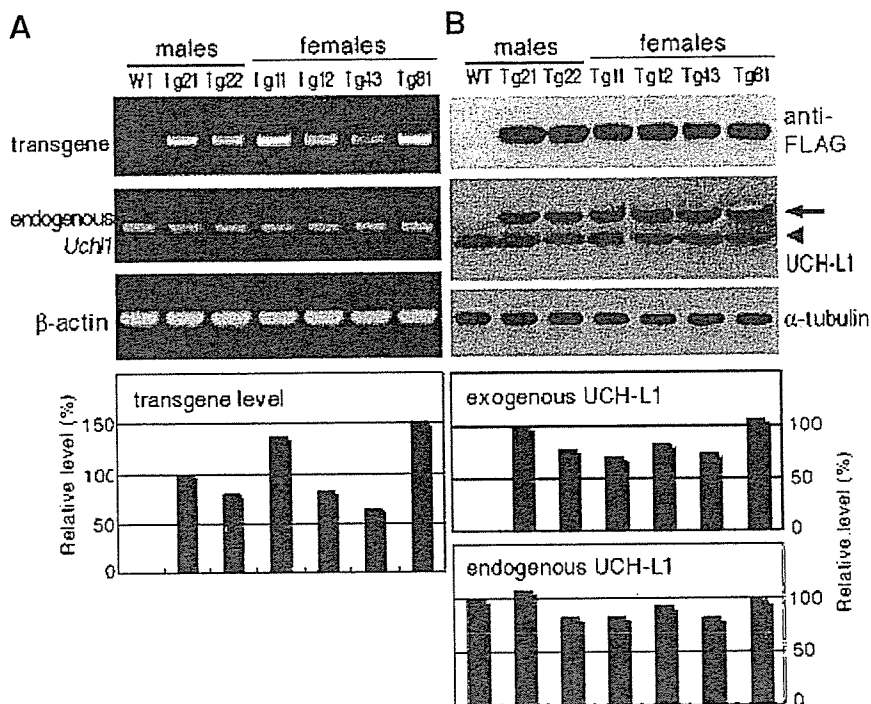 A
males
females
WT Tg21 Tg22 Tg11 Tg12 Tg43 Tg81
transgene
endogenous
Uchl1
β-actin
transgene level
Relative level (%)
150
100
50
0
B
males
females
WT Tg21 Tg22 Tg11 Tg12 Tg43 Tg81
anti-
FLAG
UCH-L1
α-tubulin
exogenous UCH-L1
100
50
0
endogenous UCH-L1
100
50
0
Relative level (%)